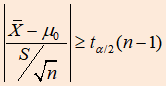 |X̄ − μ₀ / S/√n| ≥ t_{α/2}(n−1)